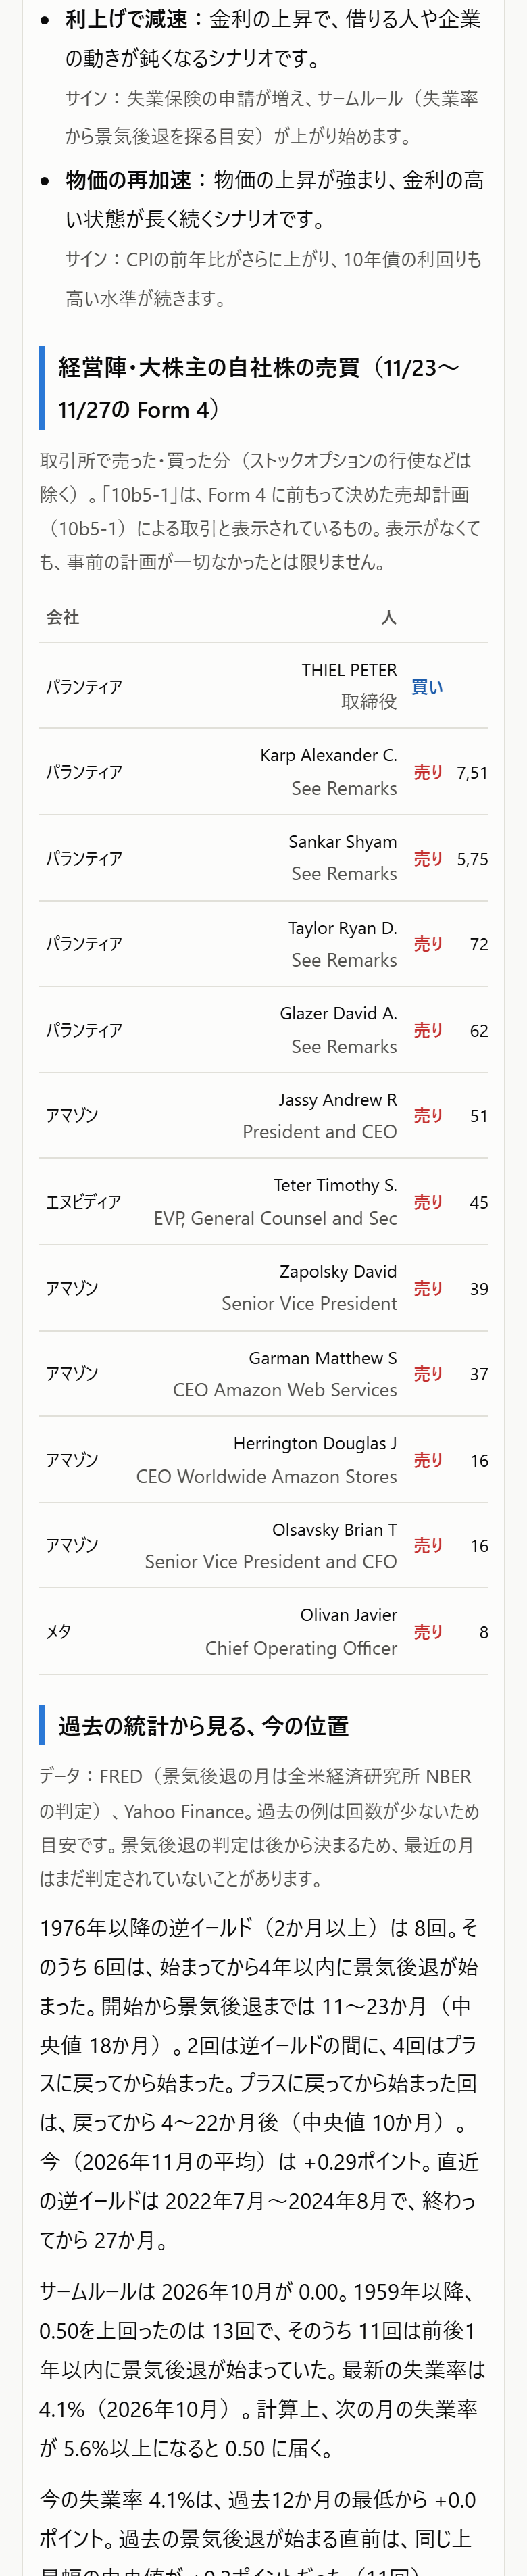 • 利上げで減速：金利の上昇で、借りる人や企業
の動きが鈍くなるシナリオです。
サイン：失業保険の申請が増え、サームルール（失業率
から景気後退を探る目安）が上がり始めます。
• 物価の再加速：物価の上昇が強まり、金利の高
い状態が長く続くシナリオです。
サイン：CPIの前年比がさらに上がり、10年債の利回りも
高い水準が続きます。
経営陣・大株主の自社株の売買（11/23〜
11/27の Form 4）
取引所で売った・買った分（ストックオプションの行使などは
除く）。「10b5-1」は、Form 4 に前もって決めた売却計画
（10b5-1）による取引と表示されているもの。表示がなくて
も、事前の計画が一切なかったとは限りません。
会社 人
パランティア THIEL PETER 買い
取締役
パランティア Karp Alexander C. 売り 7,51
See Remarks
パランティア Sankar Shyam 売り 5,75
See Remarks
パランティア Taylor Ryan D. 売り 72
See Remarks
パランティア Glazer David A. 売り 62
See Remarks
アマゾン Jassy Andrew R 売り 51
President and CEO
エヌビディア Teter Timothy S. 売り 45
EVP, General Counsel and Sec
アマゾン Zapolsky David 売り 39
Senior Vice President
アマゾン Garman Matthew S 売り 37
CEO Amazon Web Services
アマゾン Herrington Douglas J 売り 16
CEO Worldwide Amazon Stores
アマゾン Olsavsky Brian T 売り 16
Senior Vice President and CFO
メタ Olivan Javier 売り 8
Chief Operating Officer
過去の統計から見る、今の位置
データ：FRED（景気後退の月は全米経済研究所 NBER
の判定）、Yahoo Finance。過去の例は回数が少ないため
目安です。景気後退の判定は後から決まるため、最近の月
はまだ判定されていないことがあります。
1976年以降の逆イールド（2か月以上）は 8回。そ
のうち 6回は、始まってから4年以内に景気後退が始
まった。開始から景気後退までは 11〜23か月（中
央値 18か月）。2回は逆イールドの間に、4回はプラ
スに戻ってから始まった。プラスに戻ってから始まった回
は、戻ってから 4〜22か月後（中央値 10か月）。
今（2026年11月の平均）は +0.29ポイント。直近
の逆イールドは 2022年7月〜2024年8月で、終わっ
てから 27か月。
サームルールは 2026年10月が 0.00。1959年以降、
0.50を上回ったのは 13回で、そのうち 11回は前後1
年以内に景気後退が始まっていた。最新の失業率は
4.1%（2026年10月）。計算上、次の月の失業率
が 5.6%以上になると 0.50 に届く。
今の失業率 4.1%は、過去12か月の最低から +0.0
ポイント。過去の景気後退が始まる直前は、同じ上